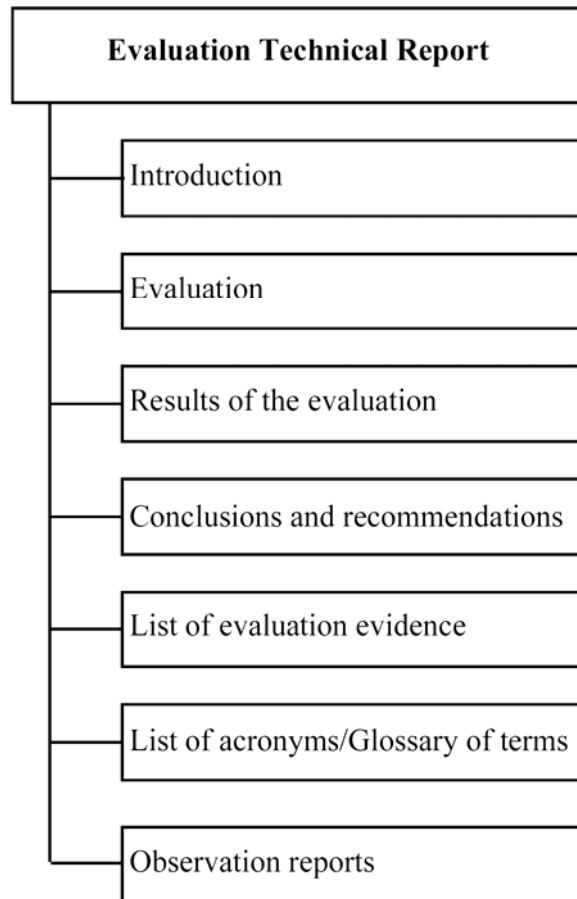 Evaluation Technical Report
Introduction
Evaluation
Results of the evaluation
Conclusions and recommendations
List of evaluation evidence
List of acronyms/Glossary of terms
Observation reports